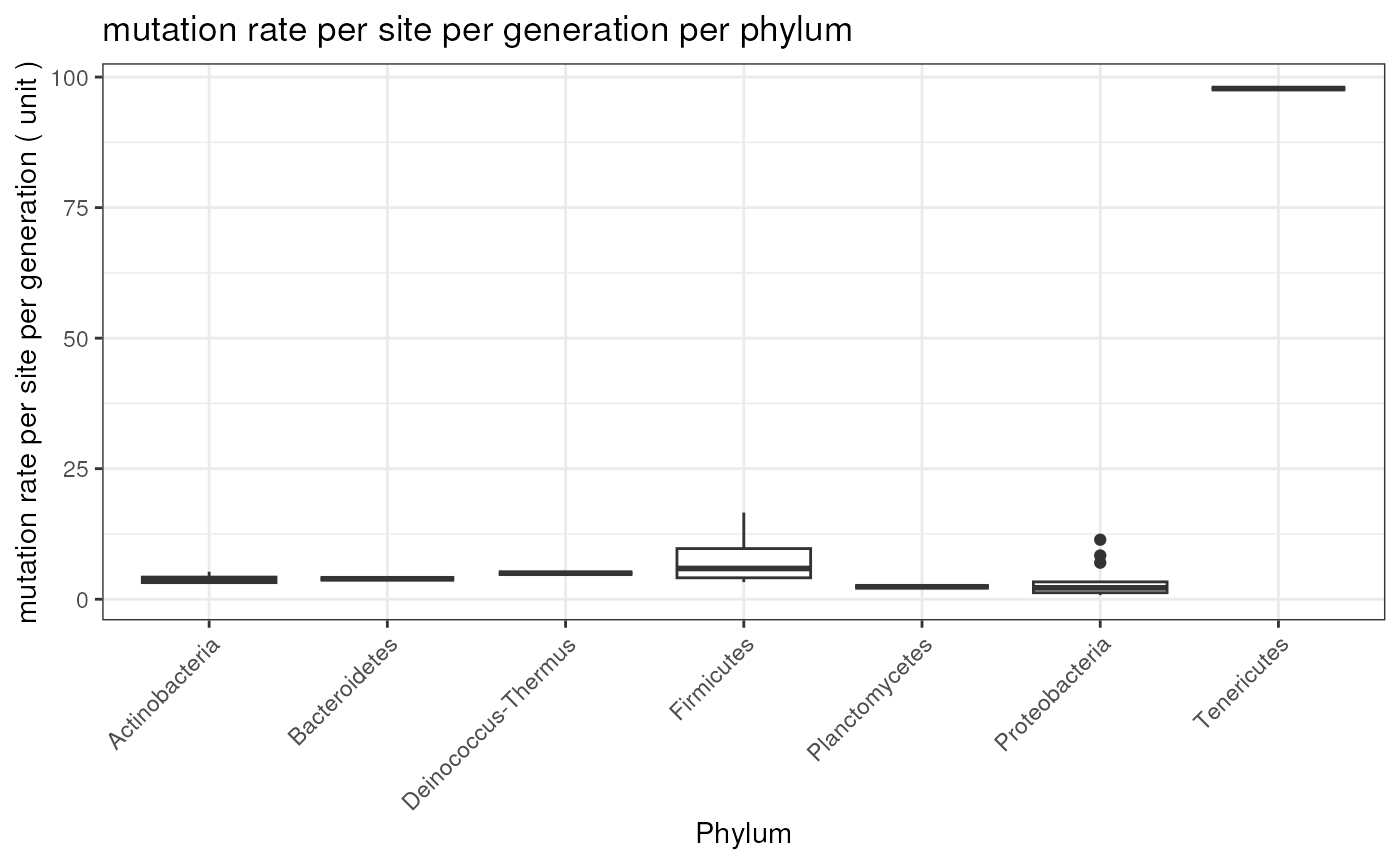 mutation rate per site per generation per phylum
mutation rate per site per generation ( unit )
100
75
50
25
0
Actinobacteria
Bacteroidetes
Deinococcus-Thermus
Firmicutes
Planctomycetes
Proteobacteria
Tenericutes
Phylum